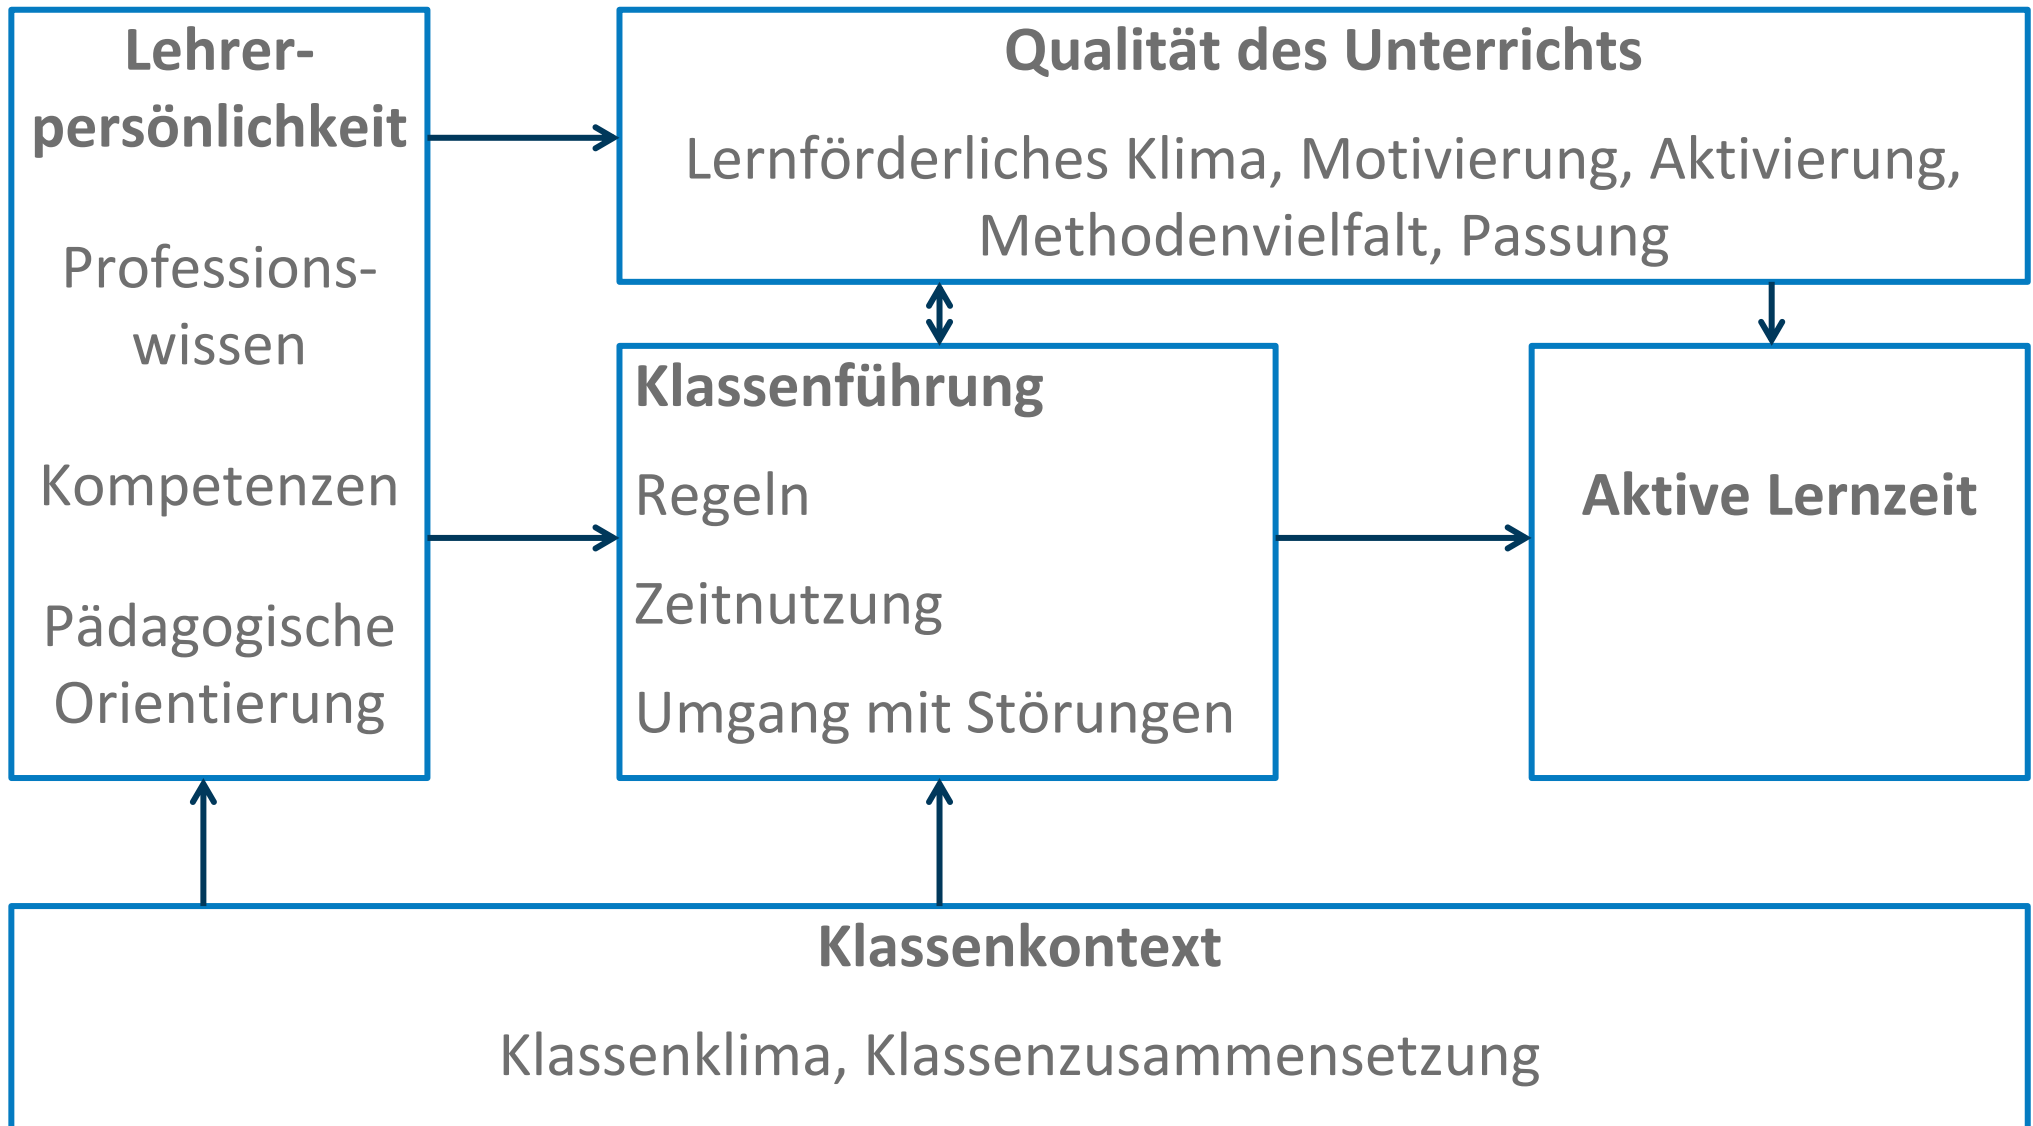 Lehrer-
persönlichkeit
Professions-
wissen
Kompetenzen
Pädagogische
Orientierung
Qualität des Unterrichts
Lernförderliches Klima, Motivierung, Aktivierung,
Methodenvielfalt, Passung
Klassenführung
Regeln
Zeitnutzung
Umgang mit Störungen
Aktive Lernzeit
Klassenkontext
Klassenklima, Klassenzusammensetzung